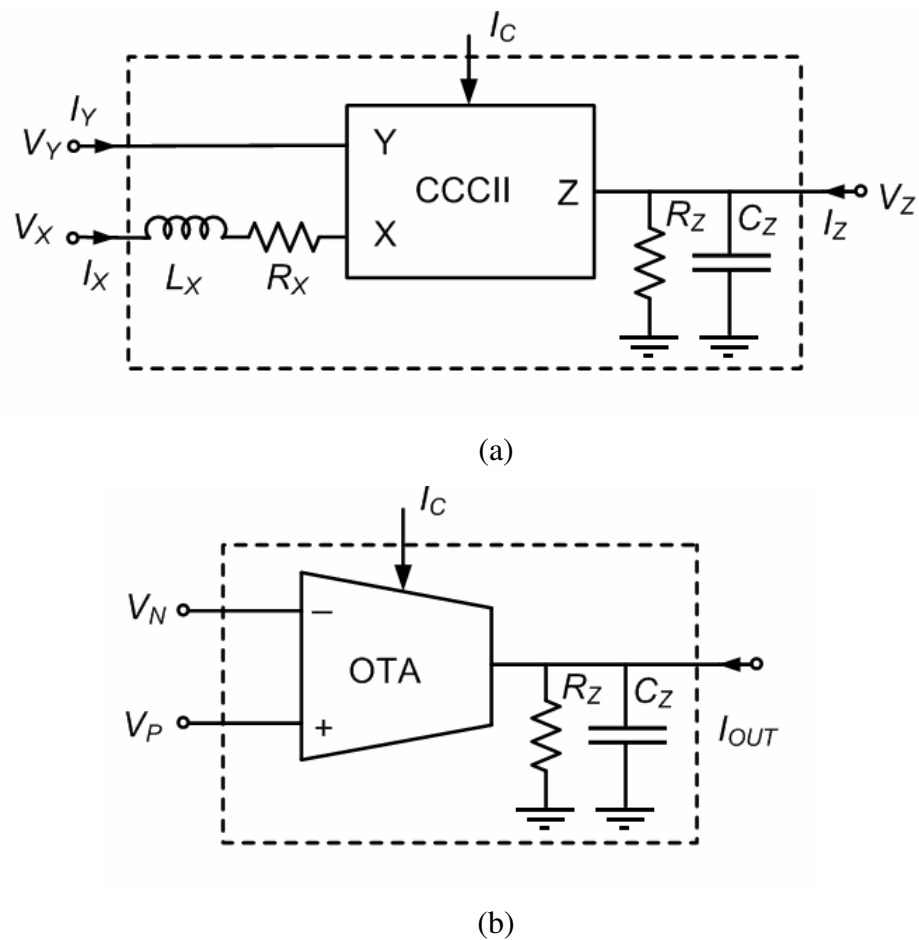 I_C
I_Y
V_Y
Y
CCCII
Z
V_Z
R_Z
C_Z
I_Z
V_X
X
I_X
L_X
R_X
(a)
I_C
V_N
–
OTA
R_Z
C_Z
V_P
+
I_OUT
(b)